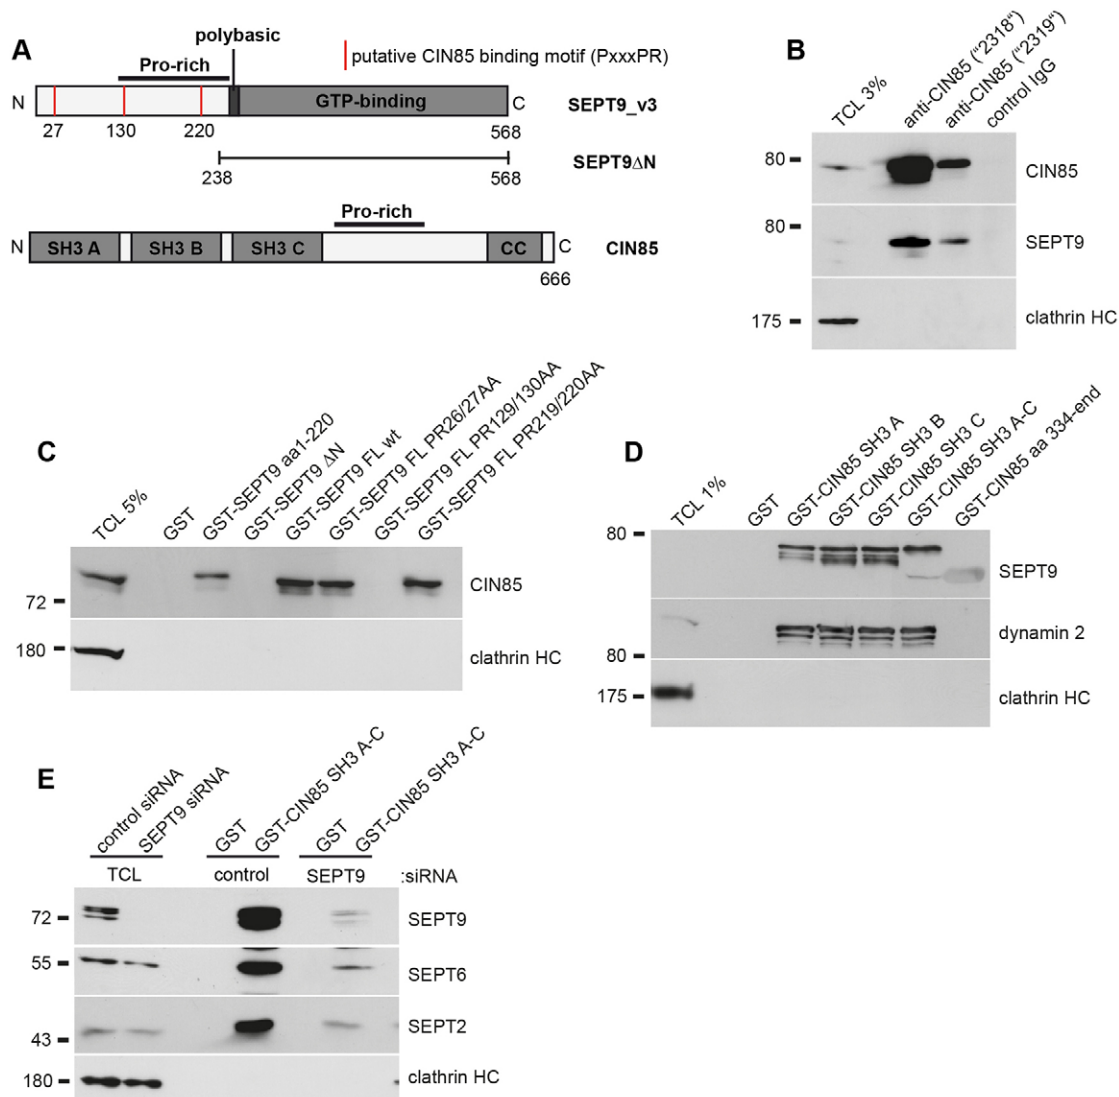 A
polybasic
Pro-rich
putative CIN85 binding motif (PxxxPR)
N
GTP-binding
C
SEPT9_v3
27
130
220
568
SEPT9ΔN
238
568
Pro-rich
N
SH3 A
SH3 B
SH3 C
CC
C
CIN85
666
B
TCL 3%
anti-CIN85 ("2318“)
anti-CIN85 ("2319“)
control IgG
80
CIN85
80
SEPT9
175
clathrin HC
C
TCL 5%
GST
GST-SEPT9 aa1-220
GST-SEPT9 ΔN
GST-SEPT9 FL wt
GST-SEPT9 FL PR26/27AA
GST-SEPT9 FL PR129/130AA
GST-SEPT9 FL PR219/220AA
CIN85
72
180
clathrin HC
D
TCL 1%
GST
GST-CIN85 SH3 A
GST-CIN85 SH3 B
GST-CIN85 SH3 C
GST-CIN85 SH3 A-C
GST-CIN85 aa 334-end
80
SEPT9
dynamin 2
80
175
clathrin HC
E
control siRNA
SEPT9 siRNA
GST
GST-CIN85 SH3 A-C
GST
GST-CIN85 SH3 A-C
TCL
control
SEPT9
:siRNA
72
SEPT9
55
SEPT6
SEPT2
43
180
clathrin HC